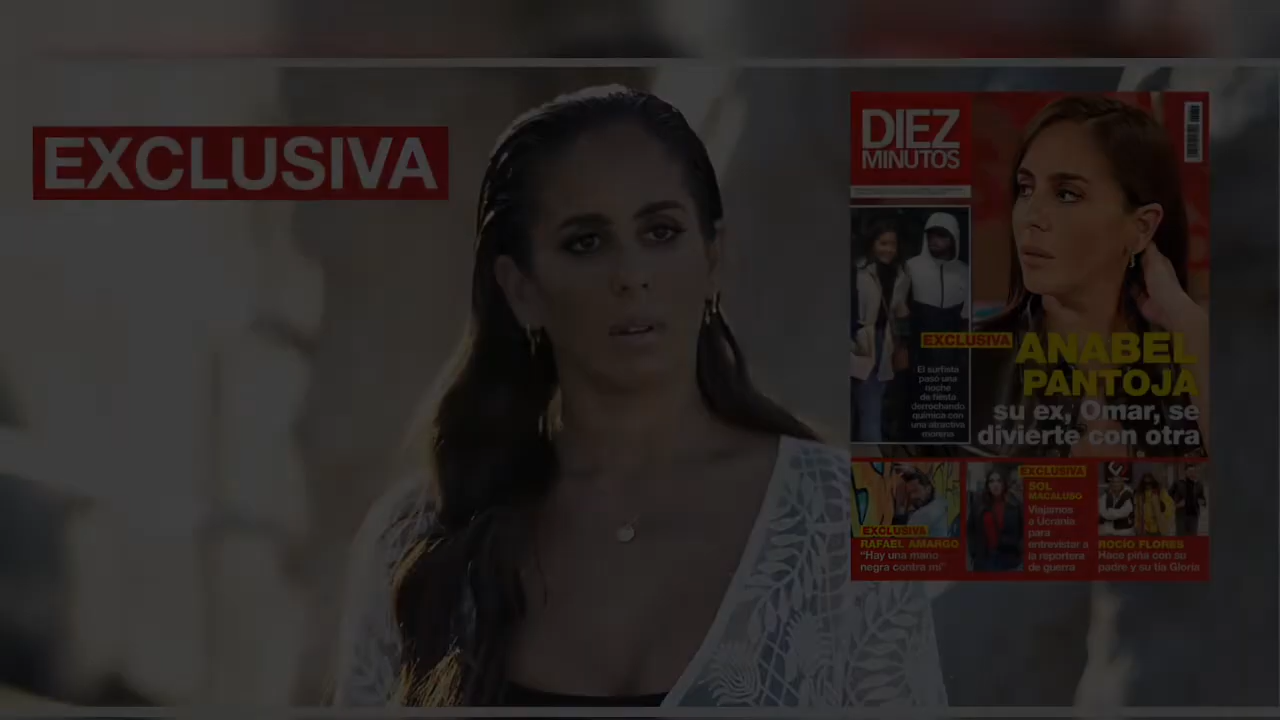 EXCLUSIVA
DIEZ
MINUTOS
EXCLUSIVA
ANABEL
PANTOJA
su ex, Omar, se
divierte con otra
El surfista
pasó una
noche
de fiesta
derrochando
química con
una atractiva
morena
EXCLUSIVA
RAFAEL AMARGO
"Hay una mano
negra contra mí"
EXCLUSIVA
SOL
MACALUSO
Viajamos
a Ucrania
para
entrevistar a
la reportera
de guerra
ROCÍO FLORES
Hace piña con su
padre y su tía Gloria